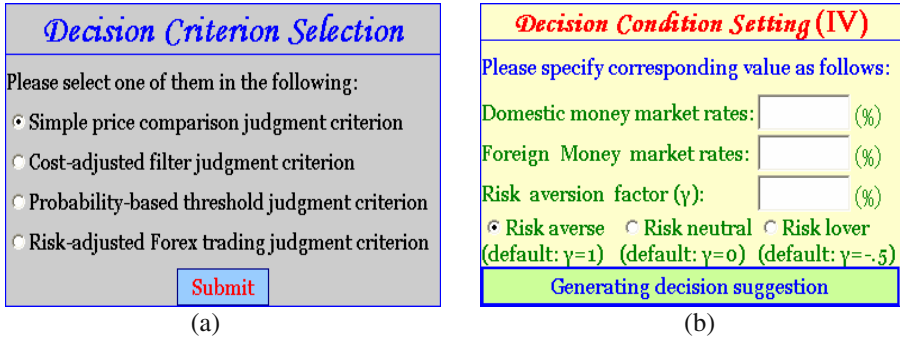 Decision Criterion Selection
Please select one of them in the following:
Simple price comparison judgment criterion
Cost-adjusted filter judgment criterion
Probability-based threshold judgment criterion
Risk-adjusted Forex trading judgment criterion
Submit
(a)
Decision Condition Setting (IV)
Please specify corresponding value as follows:
Domestic money market rates: (%)
Foreign Money market rates: (%)
Risk aversion factor (γ): (%)
Risk averse Risk neutral Risk lover
(default: γ=1) (default: γ=0) (default: γ=-.5)
Generating decision suggestion
(b)